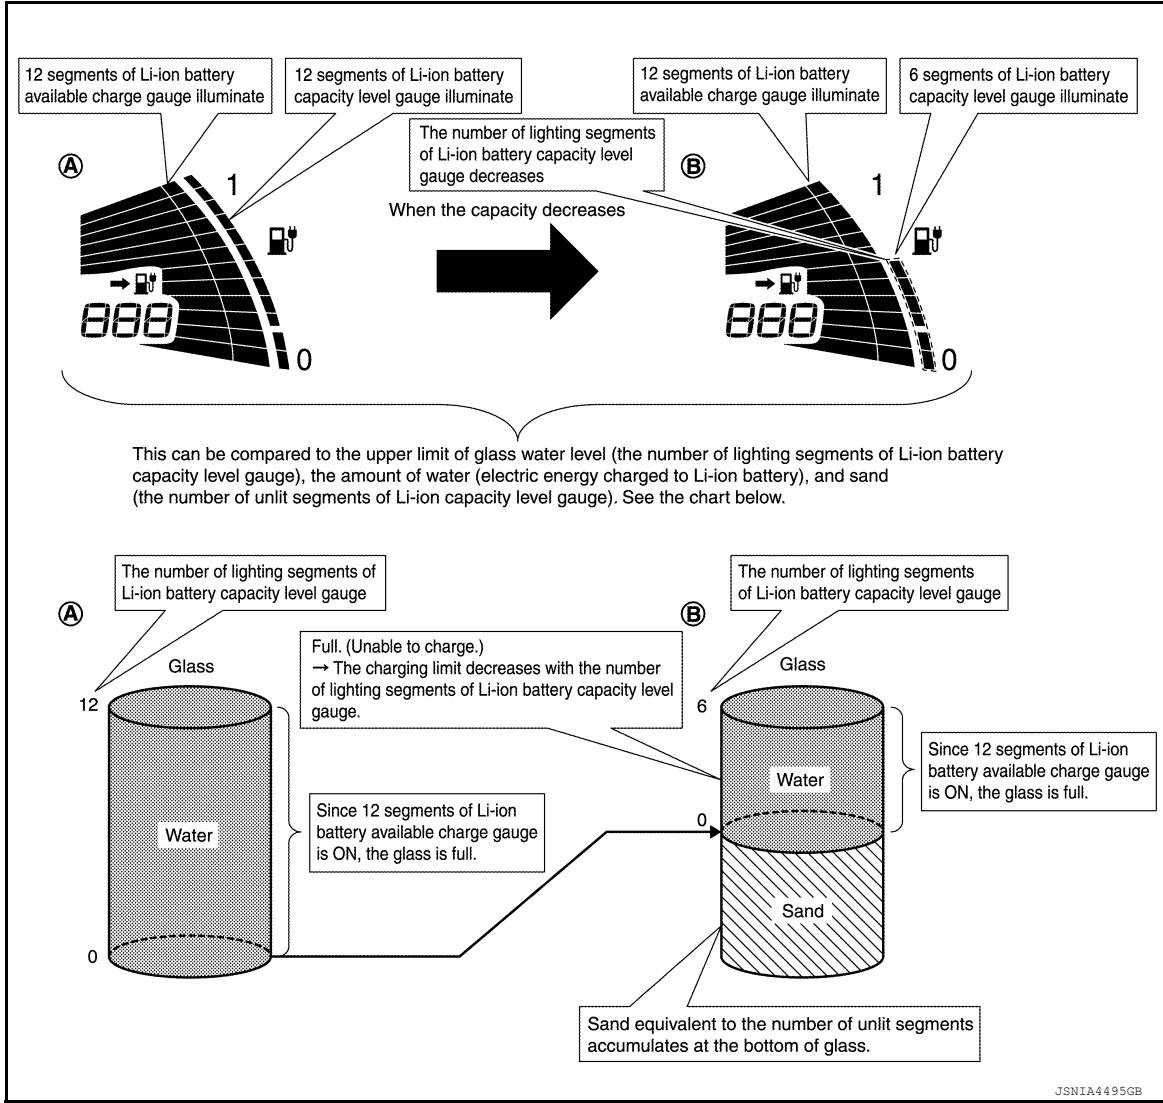 12 segments of Li-ion battery
available charge gauge illuminate
12 segments of Li-ion battery
capacity level gauge illuminate
12 segments of Li-ion battery
available charge gauge illuminate
6 segments of Li-ion battery
capacity level gauge illuminate
The number of lighting segments
of Li-ion battery capacity level
gauge decreases
A
1
888
0
When the capacity decreases
B
1
888
0
This can be compared to the upper limit of glass water level (the number of lighting segments of Li-ion battery
capacity level gauge), the amount of water (electric energy charged to Li-ion battery), and sand
(the number of unlit segments of Li-ion capacity level gauge). See the chart below.
The number of lighting segments of
Li-ion battery capacity level gauge
The number of lighting segments
of Li-ion battery capacity level gauge
A
B
Full. (Unable to charge.)
→ The charging limit decreases with the number
of lighting segments of Li-ion battery capacity level
gauge.
Glass
12
Water
0
Since 12 segments of Li-ion
battery available charge gauge
is ON, the glass is full.
Glass
6
Water
0
Sand
Since 12 segments of Li-ion
battery available charge gauge
is ON, the glass is full.
Sand equivalent to the number of unlit segments
accumulates at the bottom of glass.
JSNIA4495GB